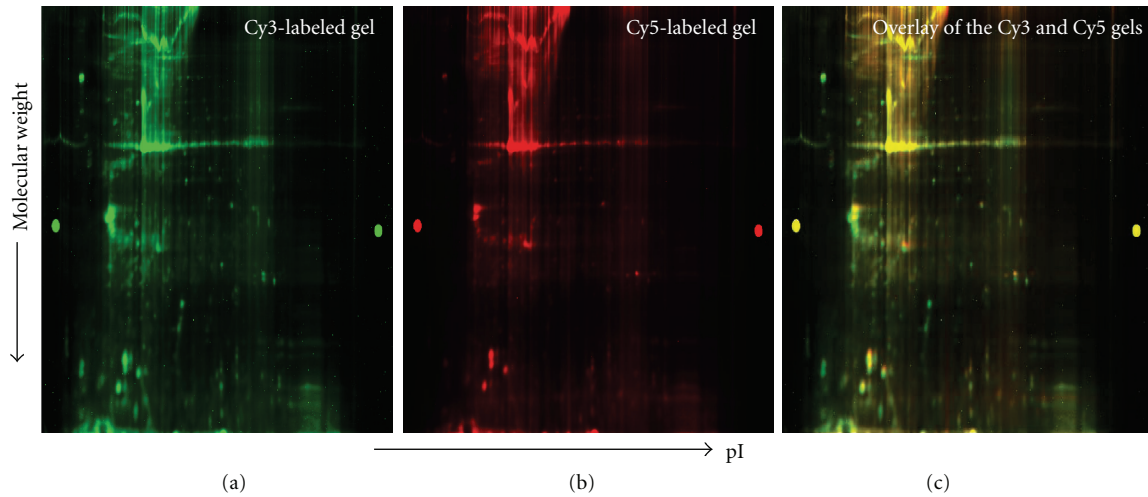 Cy3-labeled gel
Cy5-labeled gel
Overlay of the Cy3 and Cy5 gels
Molecular weight
pI
(a)
(b)
(c)